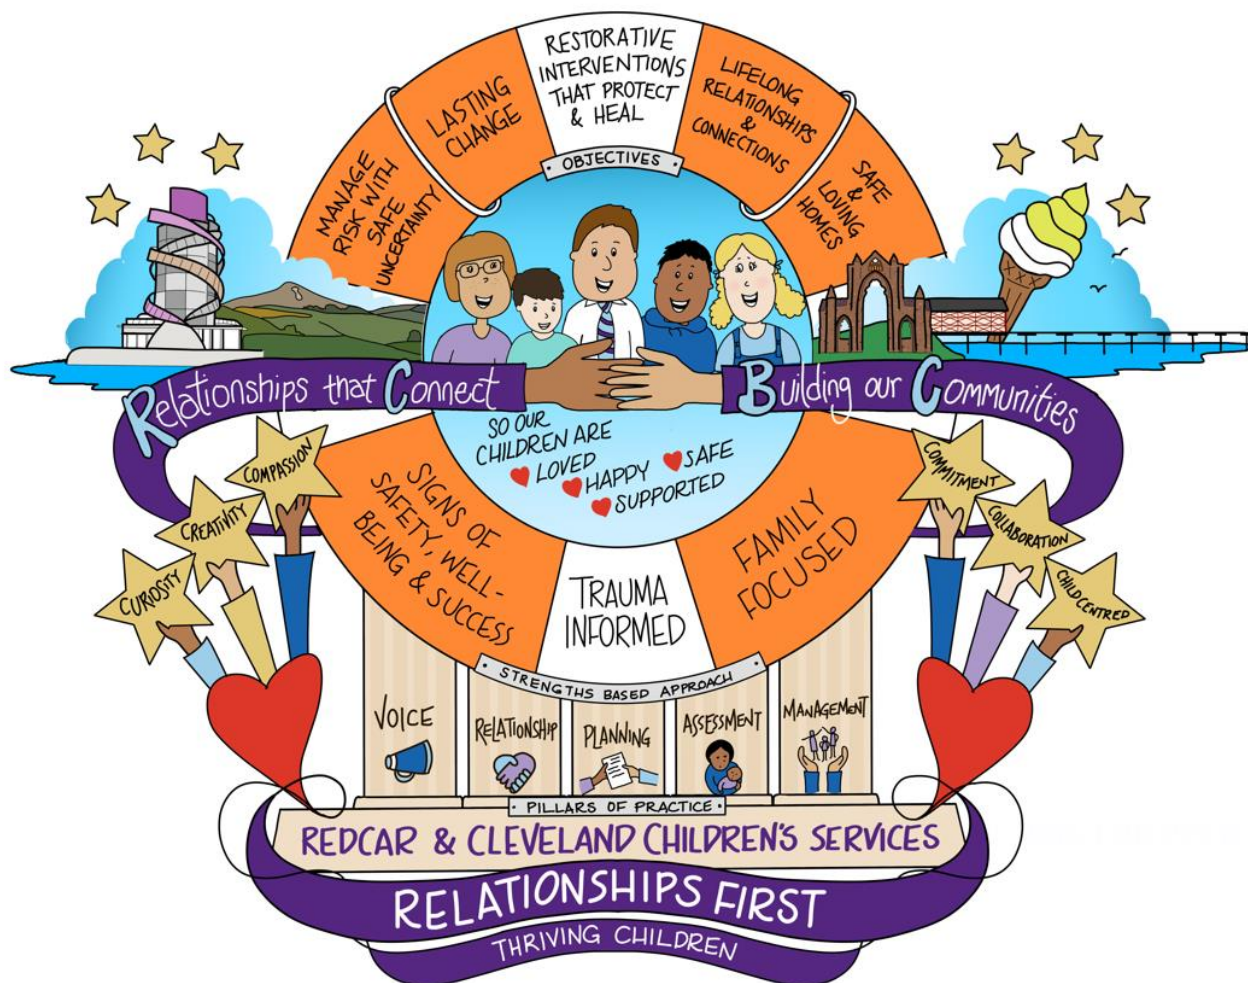 RESTORATIVE
INTERVENTIONS
THAT PROTECT
& HEAL
LASTING
CHANGE
LIFELONG
RELATIONSHIPS
&
CONNECTIONS
MANAGE
RISK WITH
SAFE
UNCERTAINTY
SAFE
&
LOVING
HOMES
OBJECTIVES
Relationships that Connect
Building our Communities
SO OUR
CHILDREN ARE
LOVED
HAPPY
SAFE
SUPPORTED
COMPASSION
CREATIVITY
CURIOSITY
COMMITMENT
COLLABORATION
CHILD CENTRED
SIGNS OF
SAFETY, WELL-
BEING & SUCCESS
TRAUMA
INFORMED
FAMILY
FOCUSED
STRENGTHS BASED APPROACH
VOICE
RELATIONSHIP
PLANNING
ASSESSMENT
MANAGEMENT
PILLARS OF PRACTICE
REDCAR & CLEVELAND CHILDREN'S SERVICES
RELATIONSHIPS FIRST
THRIVING CHILDREN